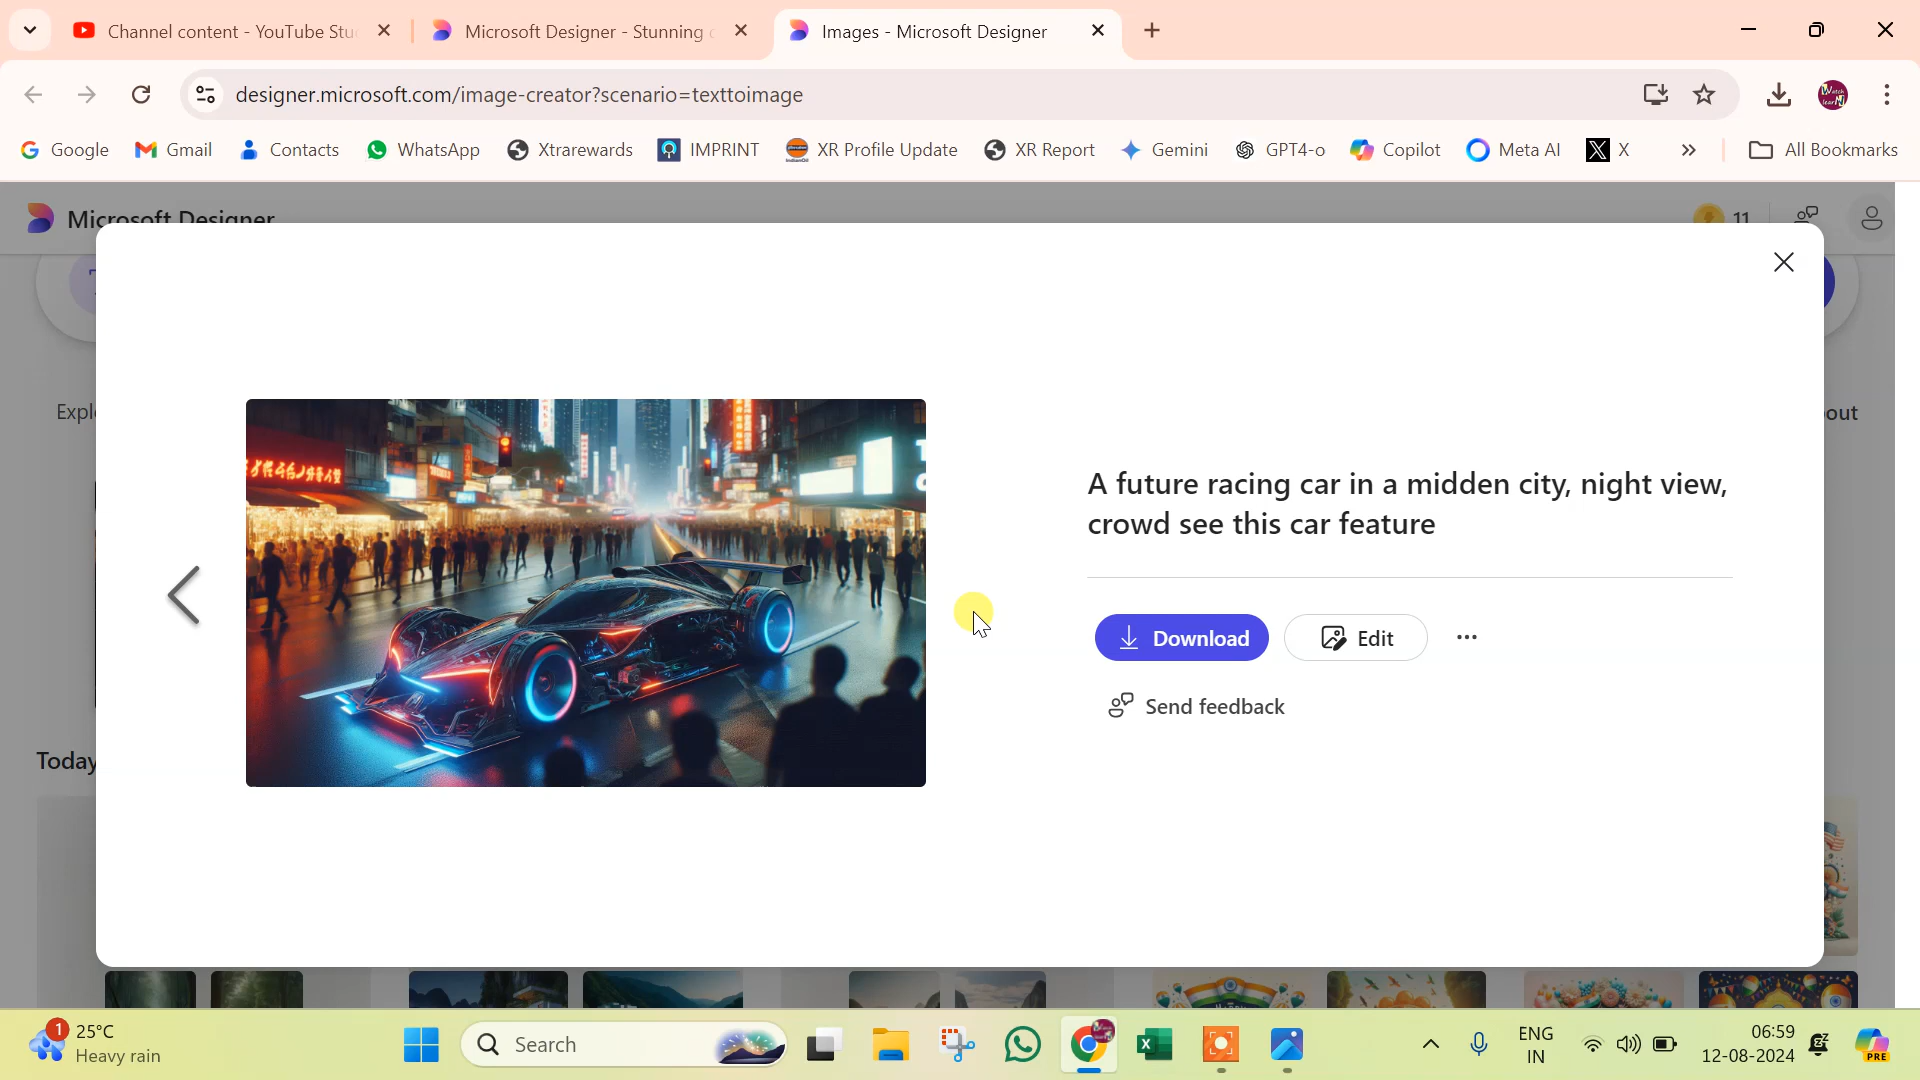 Channel content - YouTube Stu
Microsoft Designer - Stunning
Images - Microsoft Designer
designer.microsoft.com/image-creator?scenario=texttoimage
Google
Gmail
Contacts
WhatsApp
Xtrarewards
IMPRINT
XR Profile Update
XR Report
Gemini
GPT4-o
Copilot
Meta AI
X
»
All Bookmarks
Microsoft Designer
11
Expl
out
A future racing car in a midden city, night view,
crowd see this car feature
Download
Edit
Send feedback
Today
1
25°C
Heavy rain
Search
ENG
IN
06:59
12-08-2024
PRE